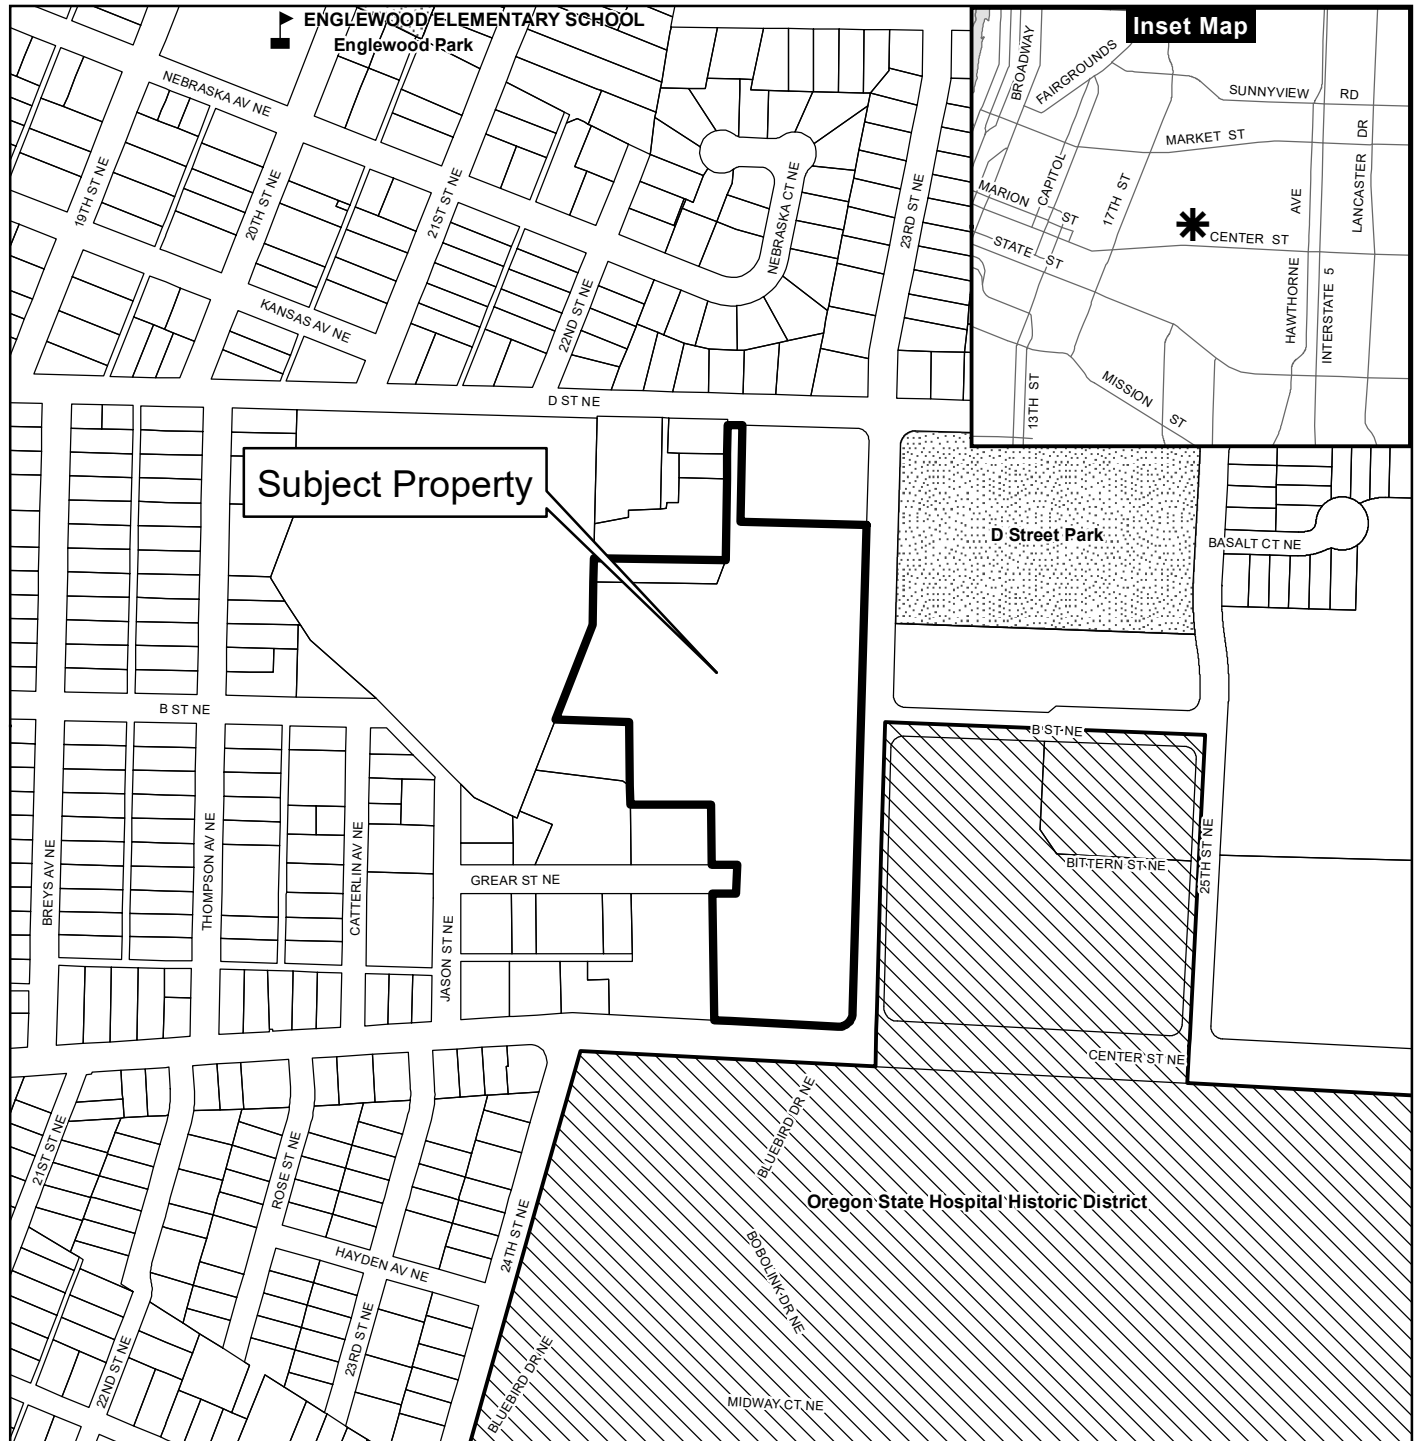 ENGLEWOOD ELEMENTARY SCHOOL
Englewood Park
Inset Map
BROADWAY
FAIRGROUNDS
SUNNYVIEW RD
MARKET ST
LANCASTER DR
CAPITOL
17TH ST
MARION ST
AVE
CENTER ST
STATE ST
HAWTHORNE
INTERSTATE 5
MISSION ST
13TH ST
NEBRASKA AV NE
19TH ST NE
20TH ST NE
21ST ST NE
NEBRASKA CT NE
23RD ST NE
KANSAS AV NE
22ND ST NE
D ST NE
Subject Property
D Street Park
BASALT CT NE
B ST NE
B ST NE
BREYS AV NE
THOMPSON AV NE
CATTERLIN AV NE
GREAR ST NE
JASON ST NE
BITTERN ST NE
25TH ST NE
CENTER ST NE
21ST ST NE
ROSE ST NE
BLUEBIRD DR NE
Oregon State Hospital Historic District
24TH ST NE
HAYDEN AV NE
BOBOLINK DR NE
22ND ST NE
23RD ST NE
BLUEBIRD DR NE
MIDWAY CT NE